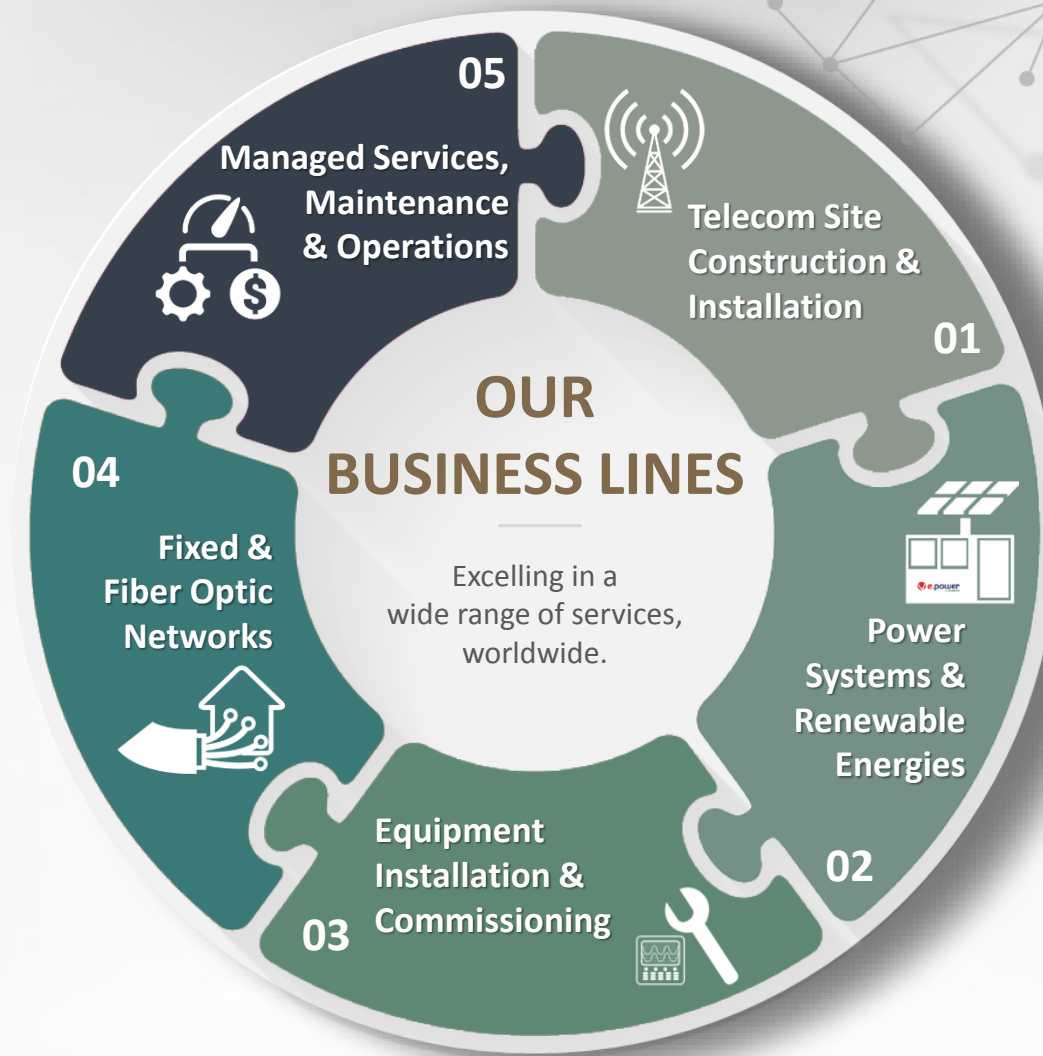 OUR
BUSINESS LINES
Excelling in a
wide range of services,
worldwide.
Telecom Site
Construction &
Installation
01
e.power
Power
Systems &
Renewable
Energies
02
Equipment
Installation &
Commissioning
03
04
Fixed &
Fiber Optic
Networks
05
Managed Services,
Maintenance
& Operations
$